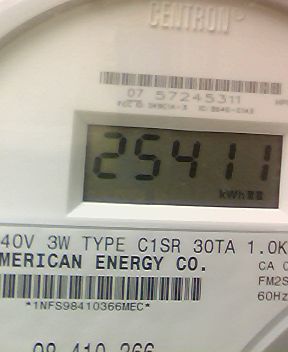 CENTRON
07 57245311
25411
kWh
40V 3W TYPE C1SR 30TA 1.0K
MERICAN ENERGY CO.
CA 0
FM2S
60Hz
*1NFS98410366MEC*